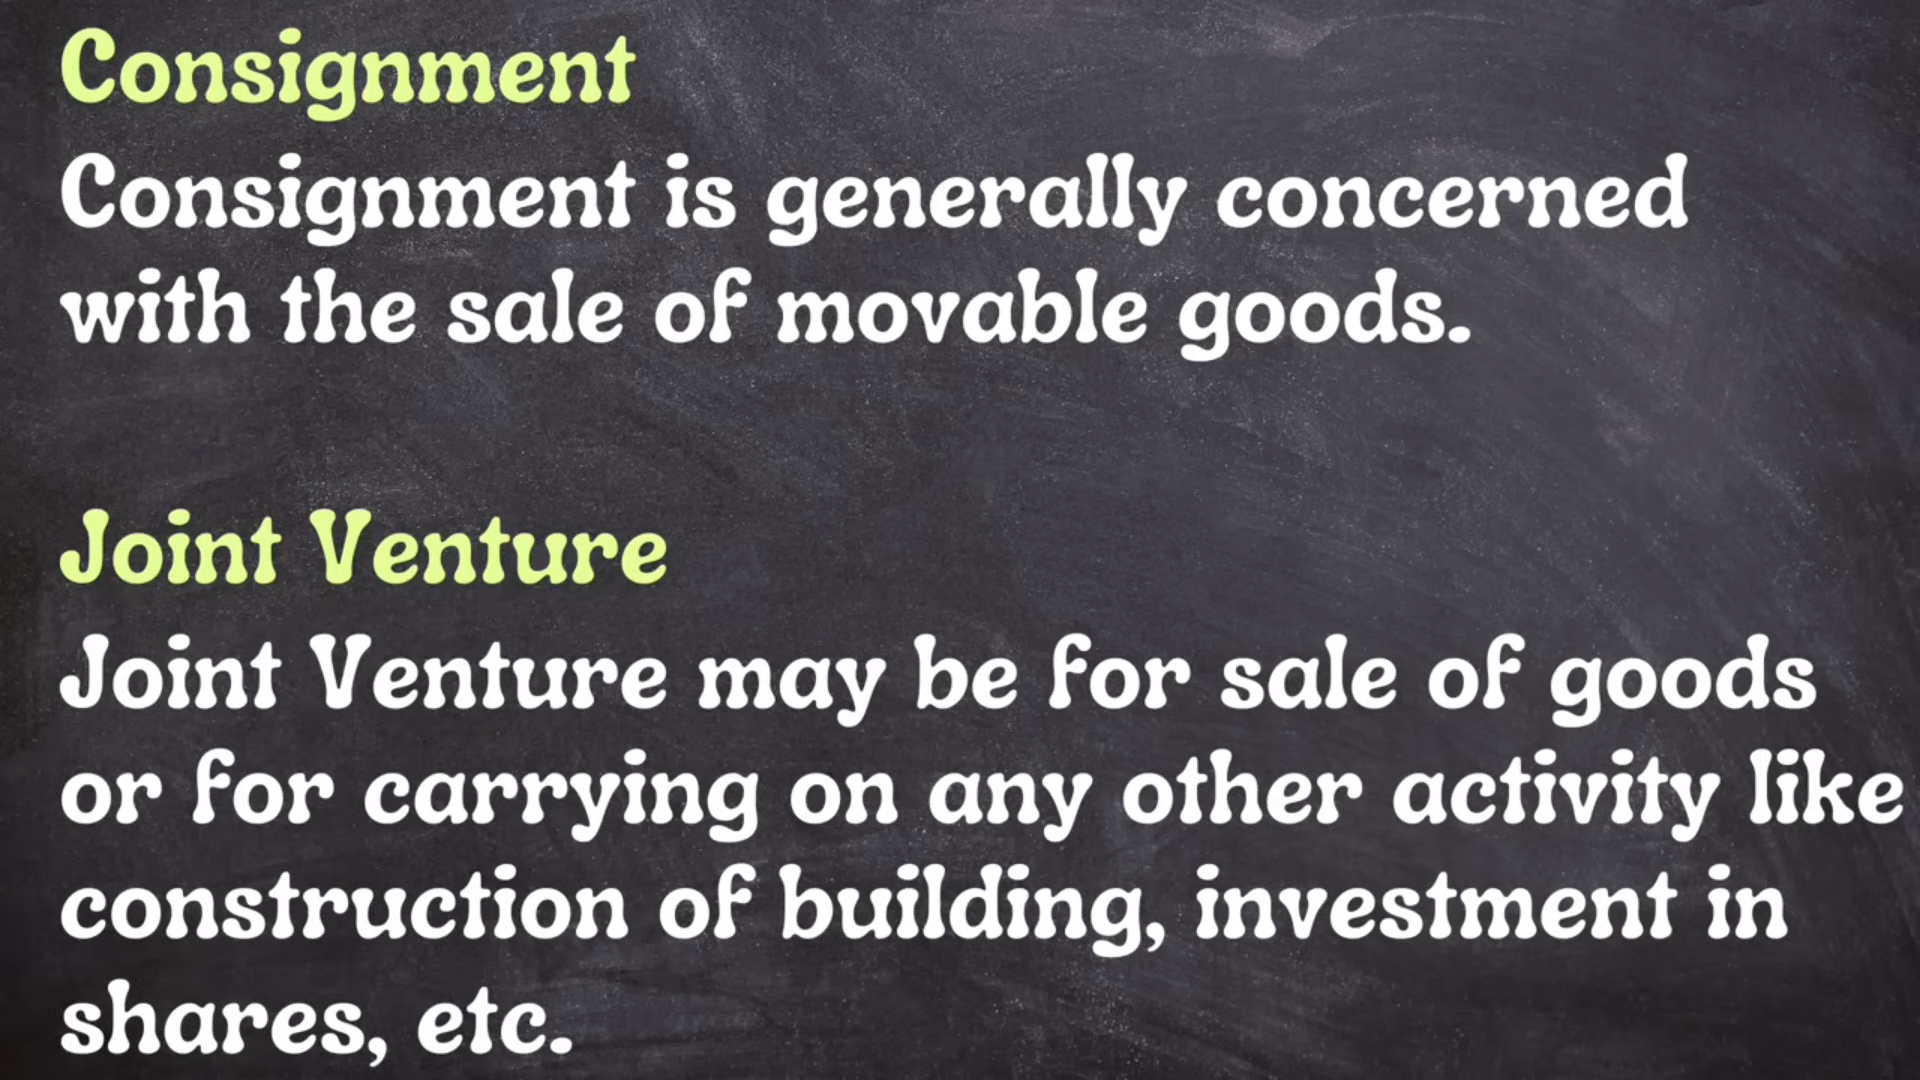 Consignment
Consignment is generally concerned
with the sale of movable goods.
Joint Venture
Joint Venture may be for sale of goods
or for carrying on any other activity like
construction of building, investment in
shares, etc.